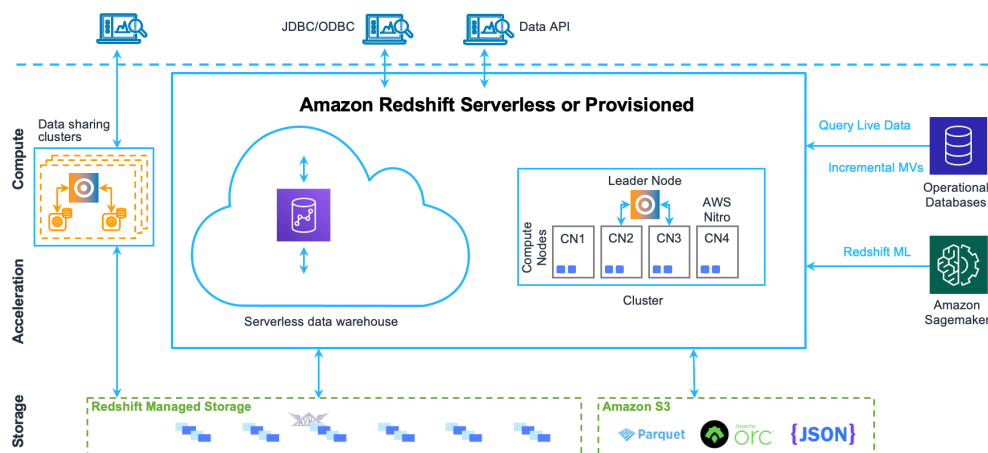 JDBC/ODBC
Data API
Amazon Redshift Serverless or Provisioned
Data sharing
clusters
Compute
Acceleration
Storage
Serverless data warehouse
Leader Node
AWS
Nitro
Compute
Nodes
CN1
CN2
CN3
CN4
Cluster
Query Live Data
Incremental MVs
Operational
Databases
Redshift ML
Amazon
Sagemaker
Redshift Managed Storage
Amazon S3
Parquet
Apache
orc
{JSON}